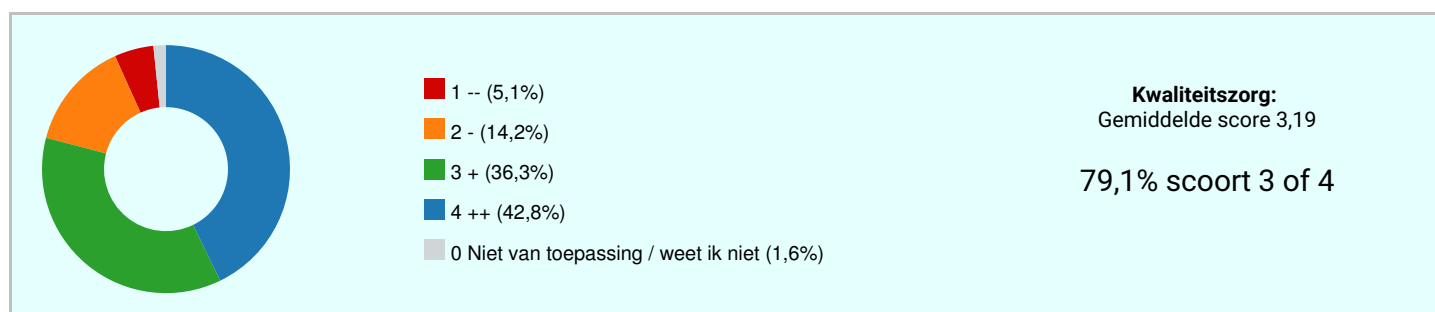 1 -- (5,1%)
2 - (14,2%)
3 + (36,3%)
4 ++ (42,8%)
0 Niet van toepassing / weet ik niet (1,6%)
Kwaliteitszorg:
Gemiddelde score 3,19
79,1% scoort 3 of 4